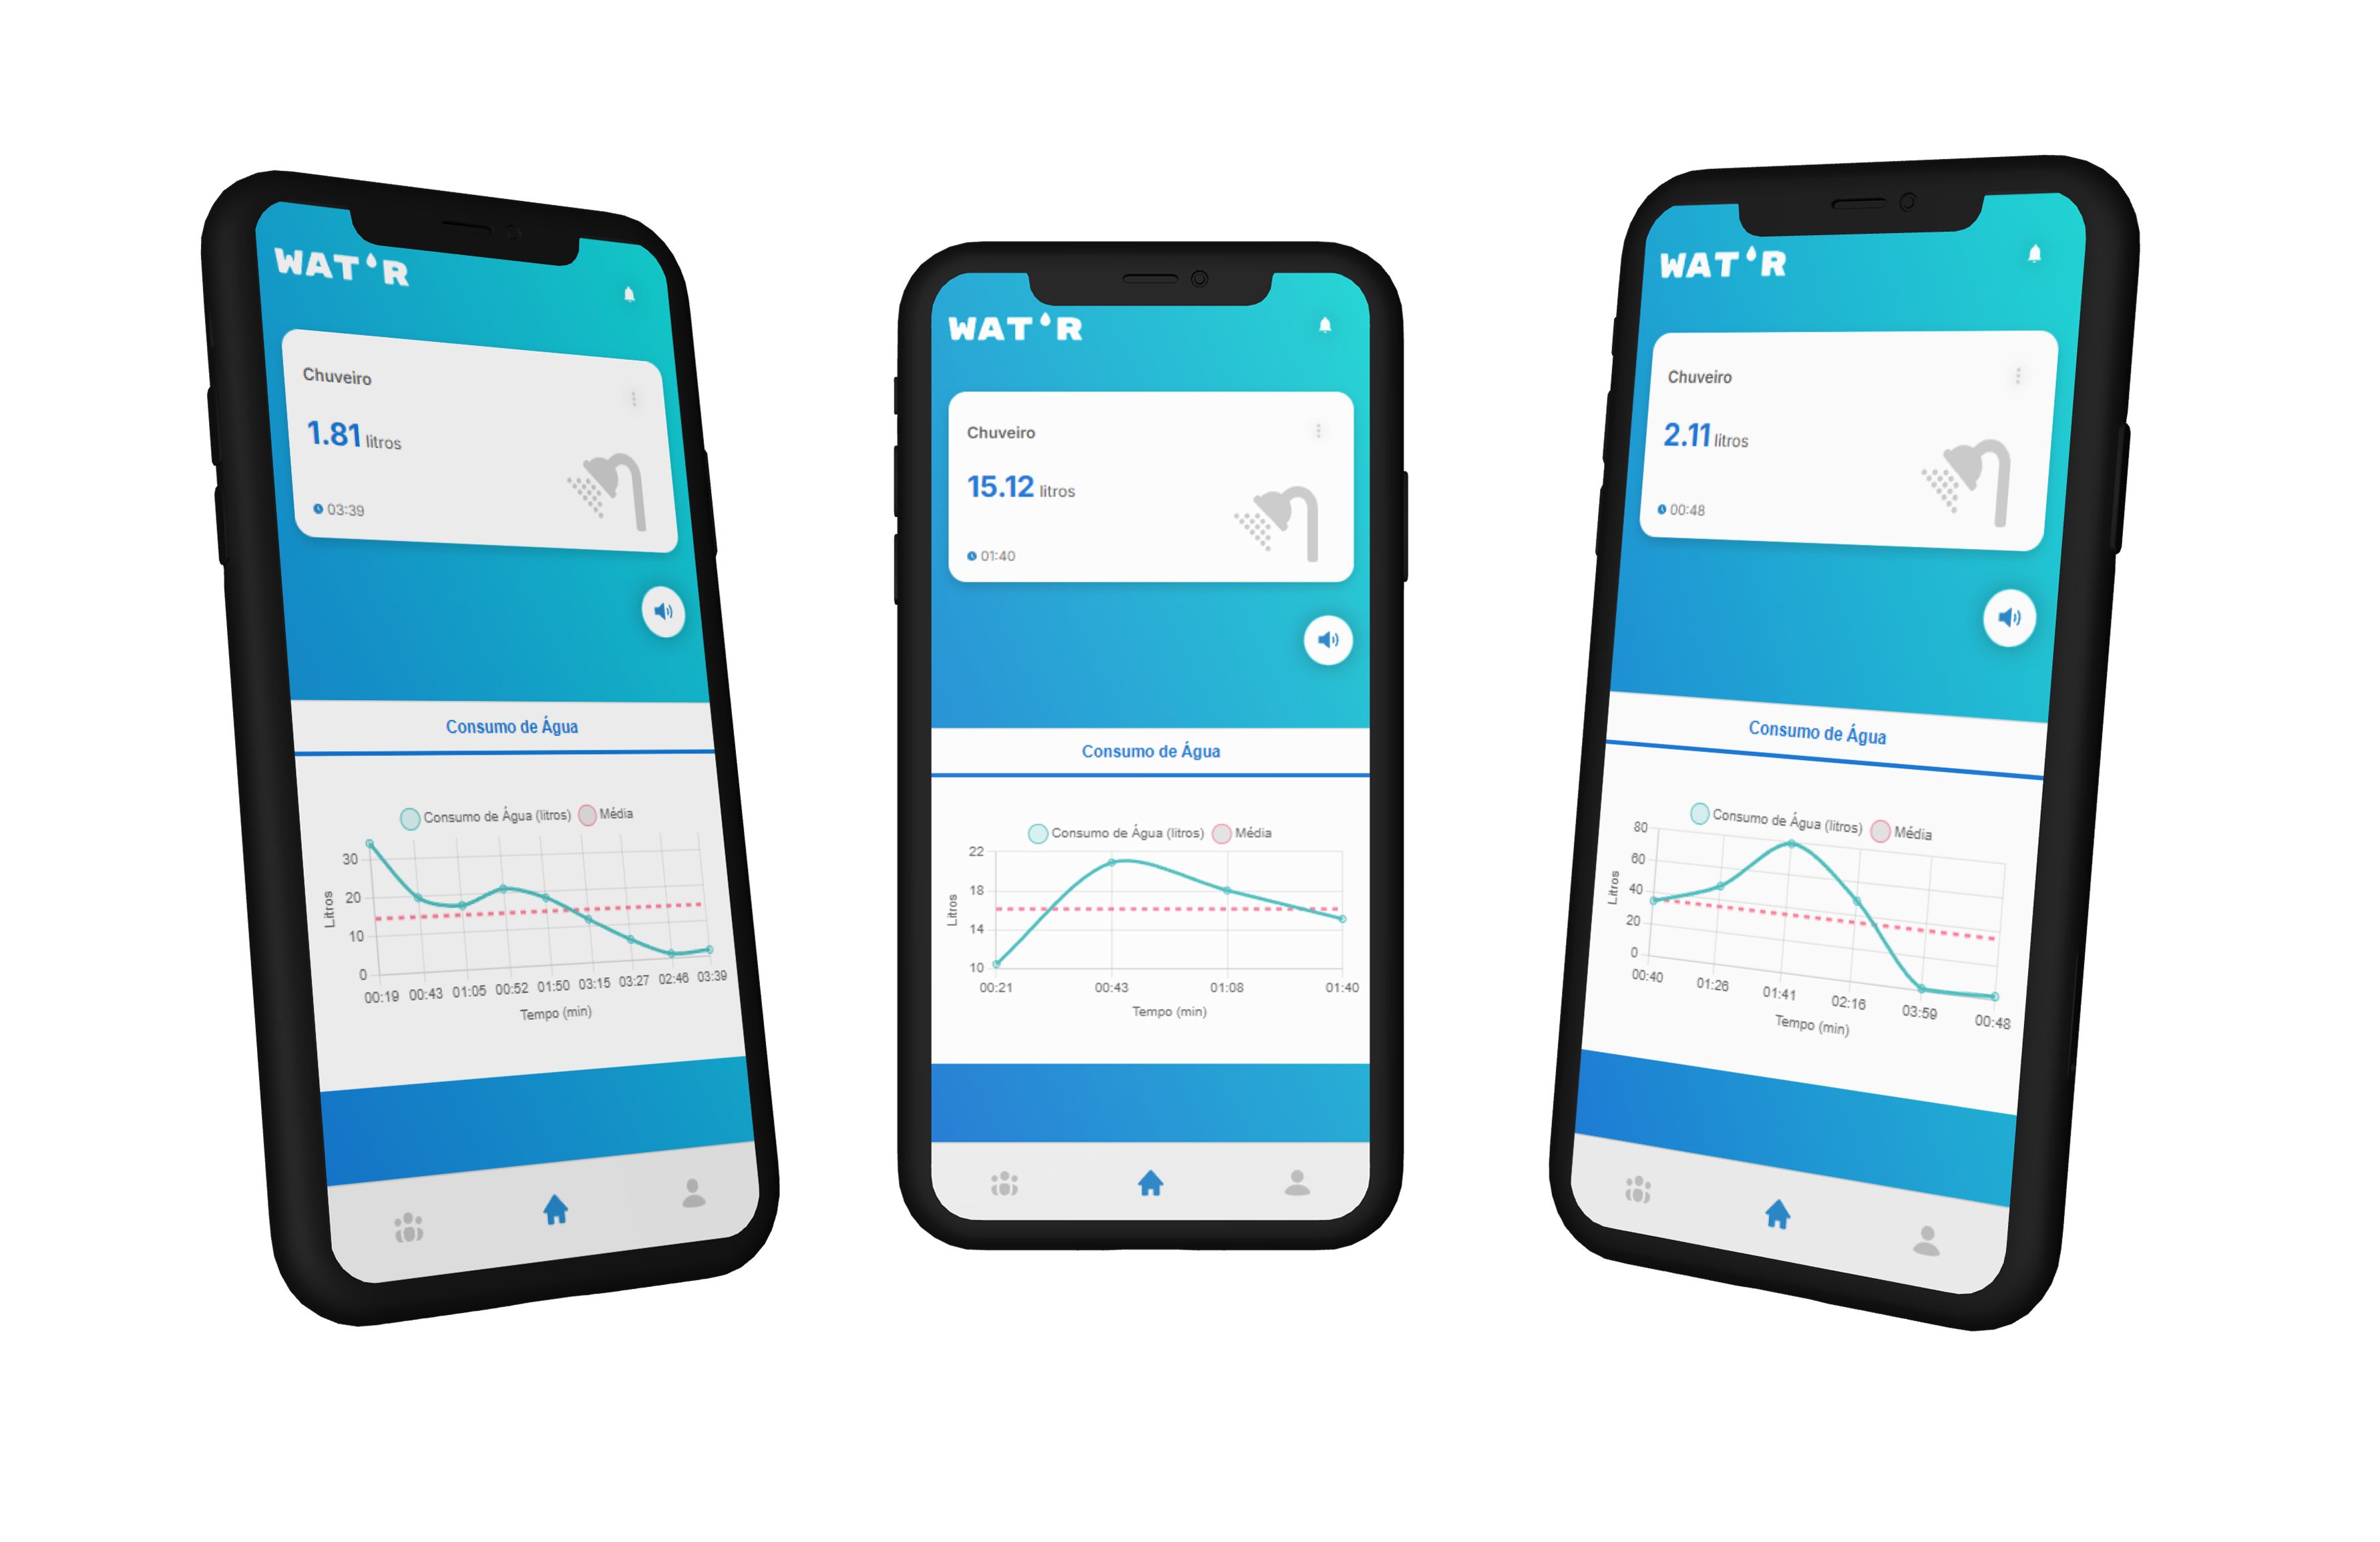 WAT'R
Chuveiro
1.81 litros
03:39
Consumo de Água
Consumo de Água (litros) Média
30
20
10
0
Litros
00:19 00:43 01:05 00:52 01:50 03:15 03:27 02:46 03:39
Tempo (min)
WAT'R
Chuveiro
15.12 litros
01:40
Consumo de Água
Consumo de Água (litros) Média
22
18
14
10
Litros
00:21 00:43 01:08 01:40
Tempo (min)
WAT'R
Chuveiro
2.11 litros
00:48
Consumo de Água
Consumo de Água (litros) Média
80
60
40
20
0
Litros
00:40 01:26 01:41 02:16 03:59 00:48
Tempo (min)